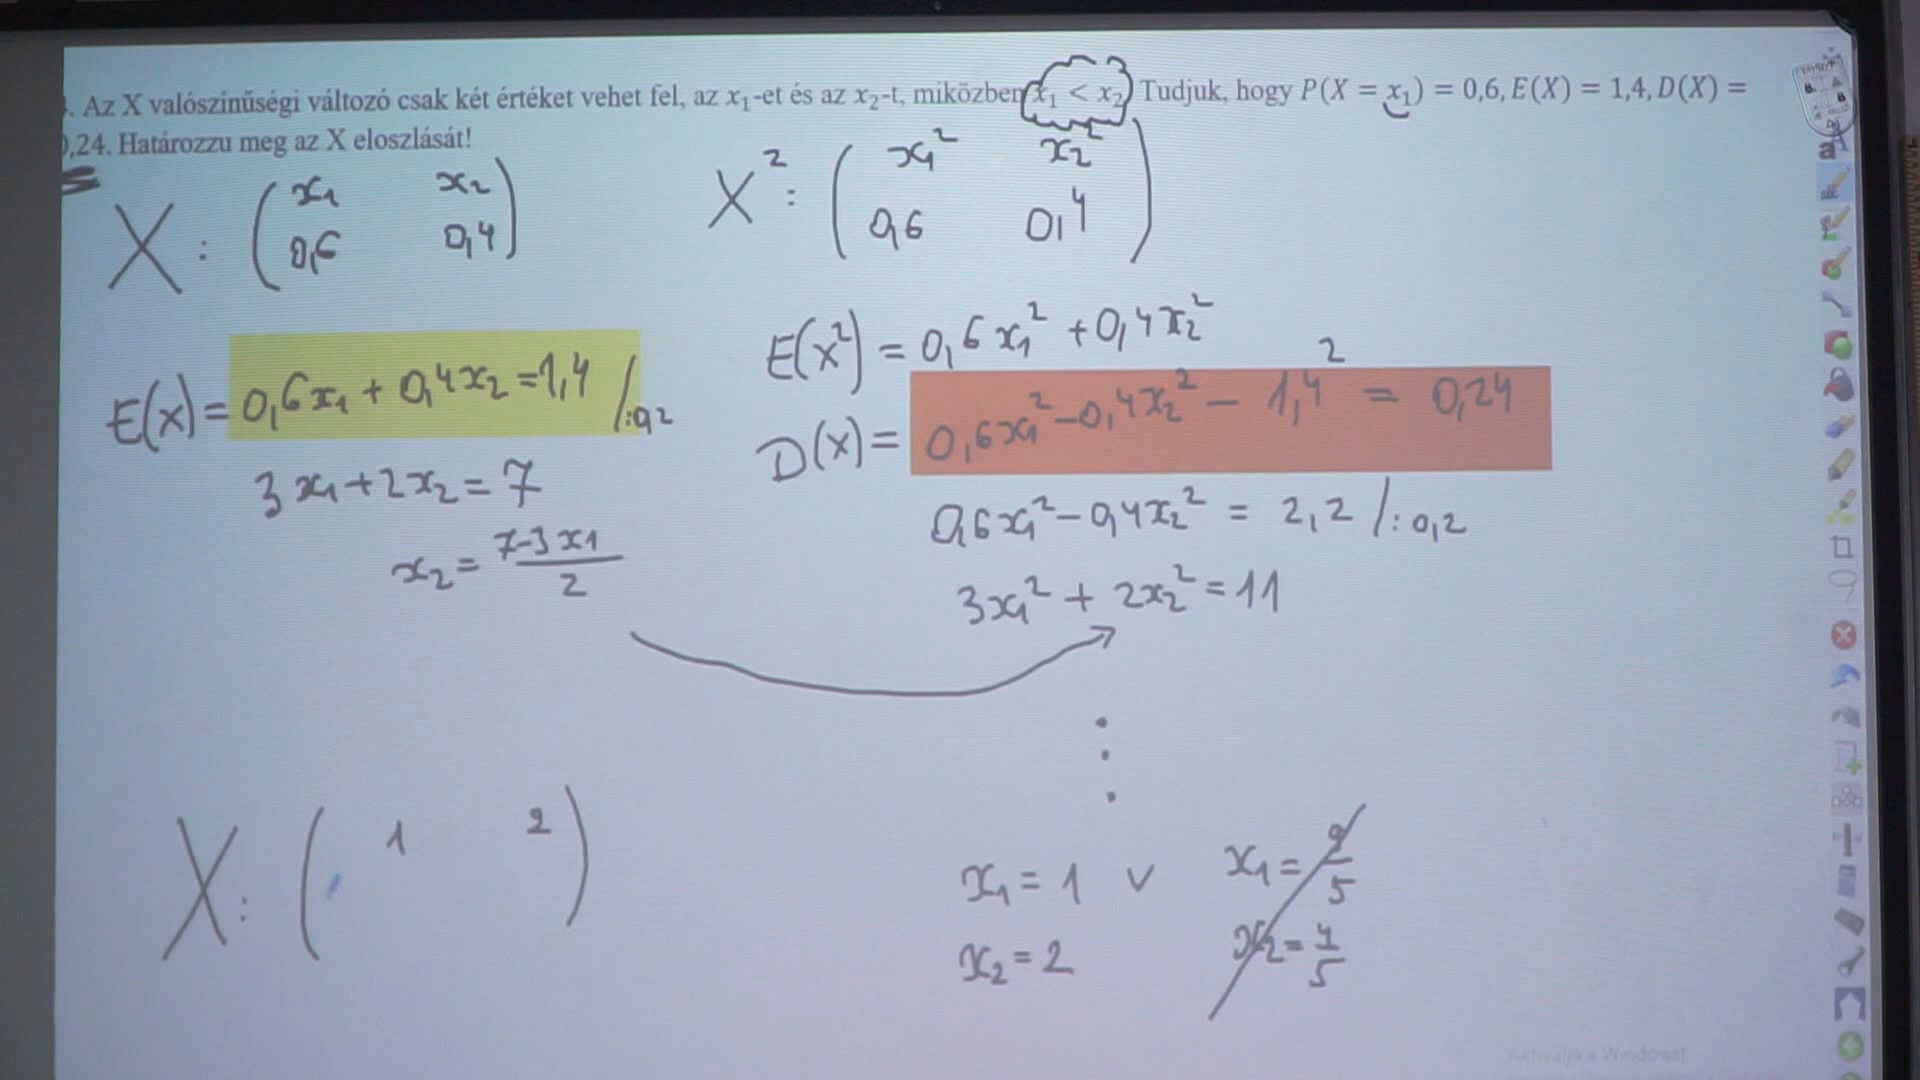 . Az X valószínűségi változó csak két értéket vehet fel, az x₁-et és az x₂-t, miközben x₁ < x₂. Tudjuk, hogy P(X = x₁) = 0,6, E(X) = 1,4, D(X) =
0,24. Határozzu meg az X eloszlását!
X : ( x₁ x₂
0,6 0,4 )
X² : ( x₁² x₂²
0,6 0,4 )
E(x) = 0,6x₁ + 0,4x₂ = 1,4 /:0,2
3x₁ + 2x₂ = 7
x₂ = (7-3x₁)/2
E(x²) = 0,6x₁² + 0,4x₂²
D(x) = 0,6x₁² - 0,4x₂² - 1,4² = 0,24
0,6x₁² - 0,4x₂² = 2,2 /:0,2
3x₁² + 2x₂² = 11
x₁ = 1 ∨ x₁ = 9/5
x₂ = 2 x₂ = 4/5
X : ( 1 2 )
Aktiválja a Windowst